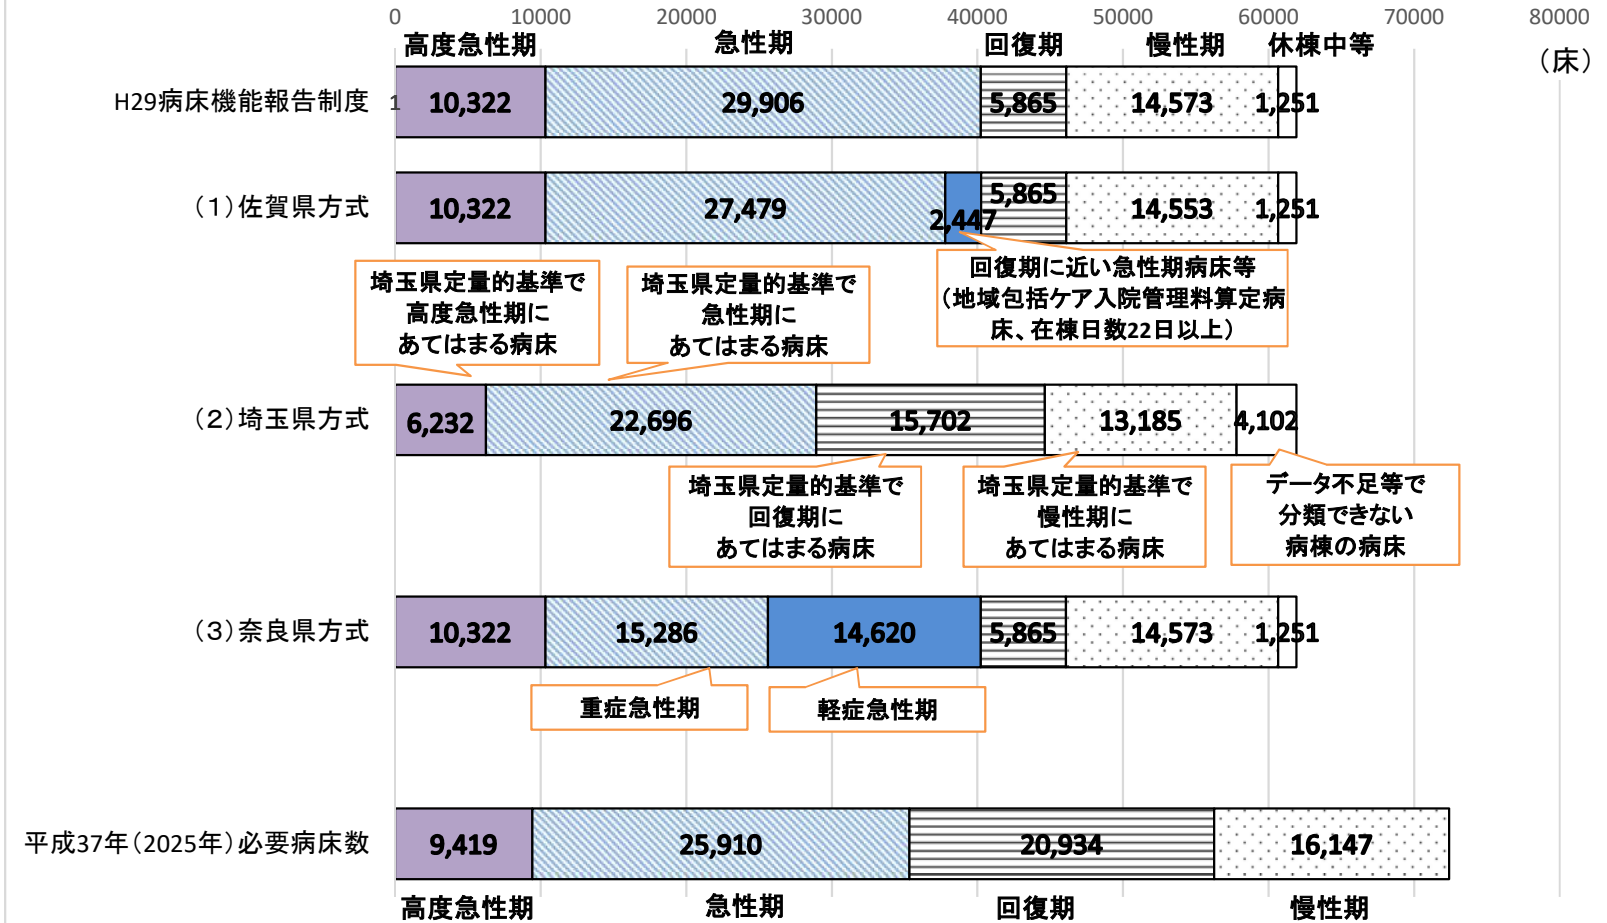 0 10000 20000 30000 40000 50000 60000 70000 80000
高度急性期 急性期 回復期 慢性期 休棟中等
（床）
H29病床機能報告制度 1 10,322 29,906 5,865 14,573 1,251
（１）佐賀県方式 10,322 27,479 2,447 5,865 14,553 1,251
埼玉県定量的基準で
高度急性期に
あてはまる病床
埼玉県定量的基準で
急性期に
あてはまる病床
回復期に近い急性期病床等
（地域包括ケア入院管理料算定病
床、在棟日数22日以上）
（２）埼玉県方式 6,232 22,696 15,702 13,185 4,102
埼玉県定量的基準で
回復期に
あてはまる病床
埼玉県定量的基準で
慢性期に
あてはまる病床
データ不足等で
分類できない
病棟の病床
（３）奈良県方式 10,322 15,286 14,620 5,865 14,573 1,251
重症急性期
軽症急性期
平成37年（2025年）必要病床数 9,419 25,910 20,934 16,147
高度急性期 急性期 回復期 慢性期